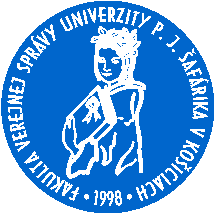 FAKULTA VEREJNEJ SPRÁVY UNIVERZITY P. J. ŠAFÁRIKA V KOŠICIACH
• 1998 •